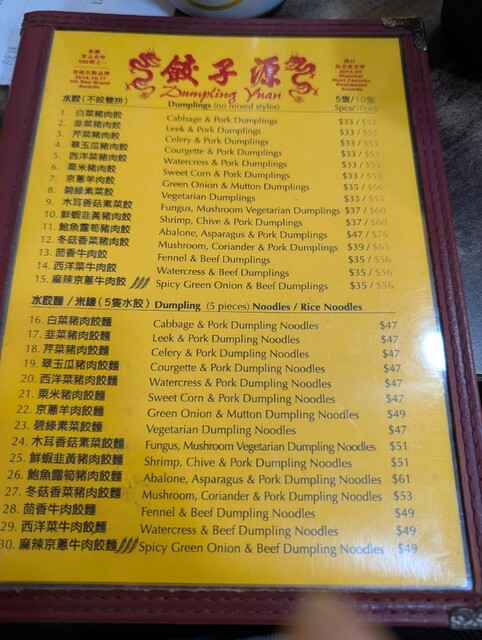 2014,15,17
HK Star Brand
Awards
餃子源
Dumpling Yuan
Wanchai
Most Favorite
Restaurant
Awards
水餃 (不設雙拼) Dumplings (no mixed styles) 5隻/10隻
5pcs/10pcs
1. 白菜豬肉餃 Cabbage & Pork Dumplings $33 / $53
2. 韭菜豬肉餃 Leek & Pork Dumplings $33 / $53
3. 芹菜豬肉餃 Celery & Pork Dumplings $33 / $53
4. 翠玉瓜豬肉餃 Courgette & Pork Dumplings $33 / $53
5. 西洋菜豬肉餃 Watercress & Pork Dumplings $33 / $53
6. 粟米豬肉餃 Sweet Corn & Pork Dumplings $33 / $53
7. 京蔥羊肉餃 Green Onion & Mutton Dumplings $35 / $56
8. 碧綠素菜餃 Vegetarian Dumplings $33 / $53
9. 木耳香菇素菜餃 Fungus, Mushroom Vegetarian Dumplings $37 / $60
10. 鮮蝦韮黃豬肉餃 Shrimp, Chive & Pork Dumplings $37 / $60
11. 鮑魚露筍豬肉餃 Abalone, Asparagus & Pork Dumplings $47 / $76
12. 冬菇香菜豬肉餃 Mushroom, Coriander & Pork Dumplings $39 / $63
13. 茴香牛肉餃 Fennel & Beef Dumplings $35 / $56
14. 西洋菜牛肉餃 Watercress & Beef Dumplings $35 / $56
15. 麻辣京蔥牛肉餃 Spicy Green Onion & Beef Dumplings $35 / $56
水餃麵 / 米線 (5隻水餃) Dumpling (5 pieces) Noodles / Rice Noodles
16. 白菜豬肉餃麵 Cabbage & Pork Dumpling Noodles $47
17. 韭菜豬肉餃麵 Leek & Pork Dumpling Noodles $47
18. 芹菜豬肉餃麵 Celery & Pork Dumpling Noodles $47
19. 翠玉瓜豬肉餃麵 Courgette & Pork Dumpling Noodles $47
20. 西洋菜豬肉餃麵 Watercress & Pork Dumpling Noodles $47
21. 粟米豬肉餃麵 Sweet Corn & Pork Dumpling Noodles $47
22. 京蔥羊肉餃麵 Green Onion & Mutton Dumpling Noodles $49
23. 碧綠素菜餃麵 Vegetarian Dumpling Noodles $47
24. 木耳香菇素菜餃麵 Fungus, Mushroom Vegetarian Dumpling Noodles $51
25. 鮮蝦韮黃豬肉餃麵 Shrimp, Chive & Pork Dumpling Noodles $51
26. 鮑魚露筍豬肉餃麵 Abalone, Asparagus & Pork Dumpling Noodles $61
27. 冬菇香菜豬肉餃麵 Mushroom, Coriander & Pork Dumpling Noodles $53
28. 茴香牛肉餃麵 Fennel & Beef Dumpling Noodles $49
29. 西洋菜牛肉餃麵 Watercress & Beef Dumpling Noodles $49
30. 麻辣京蔥牛肉餃麵 Spicy Green Onion & Beef Dumpling Noodles $49